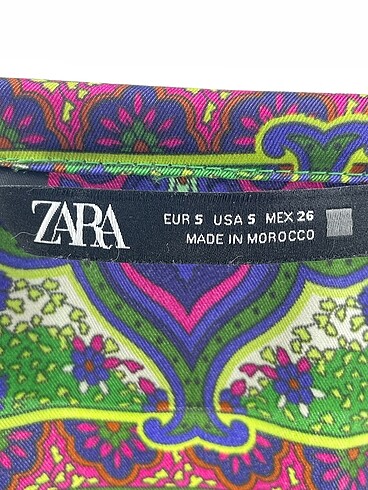 ZARA
EUR S USA S MEX 26
MADE IN MOROCCO